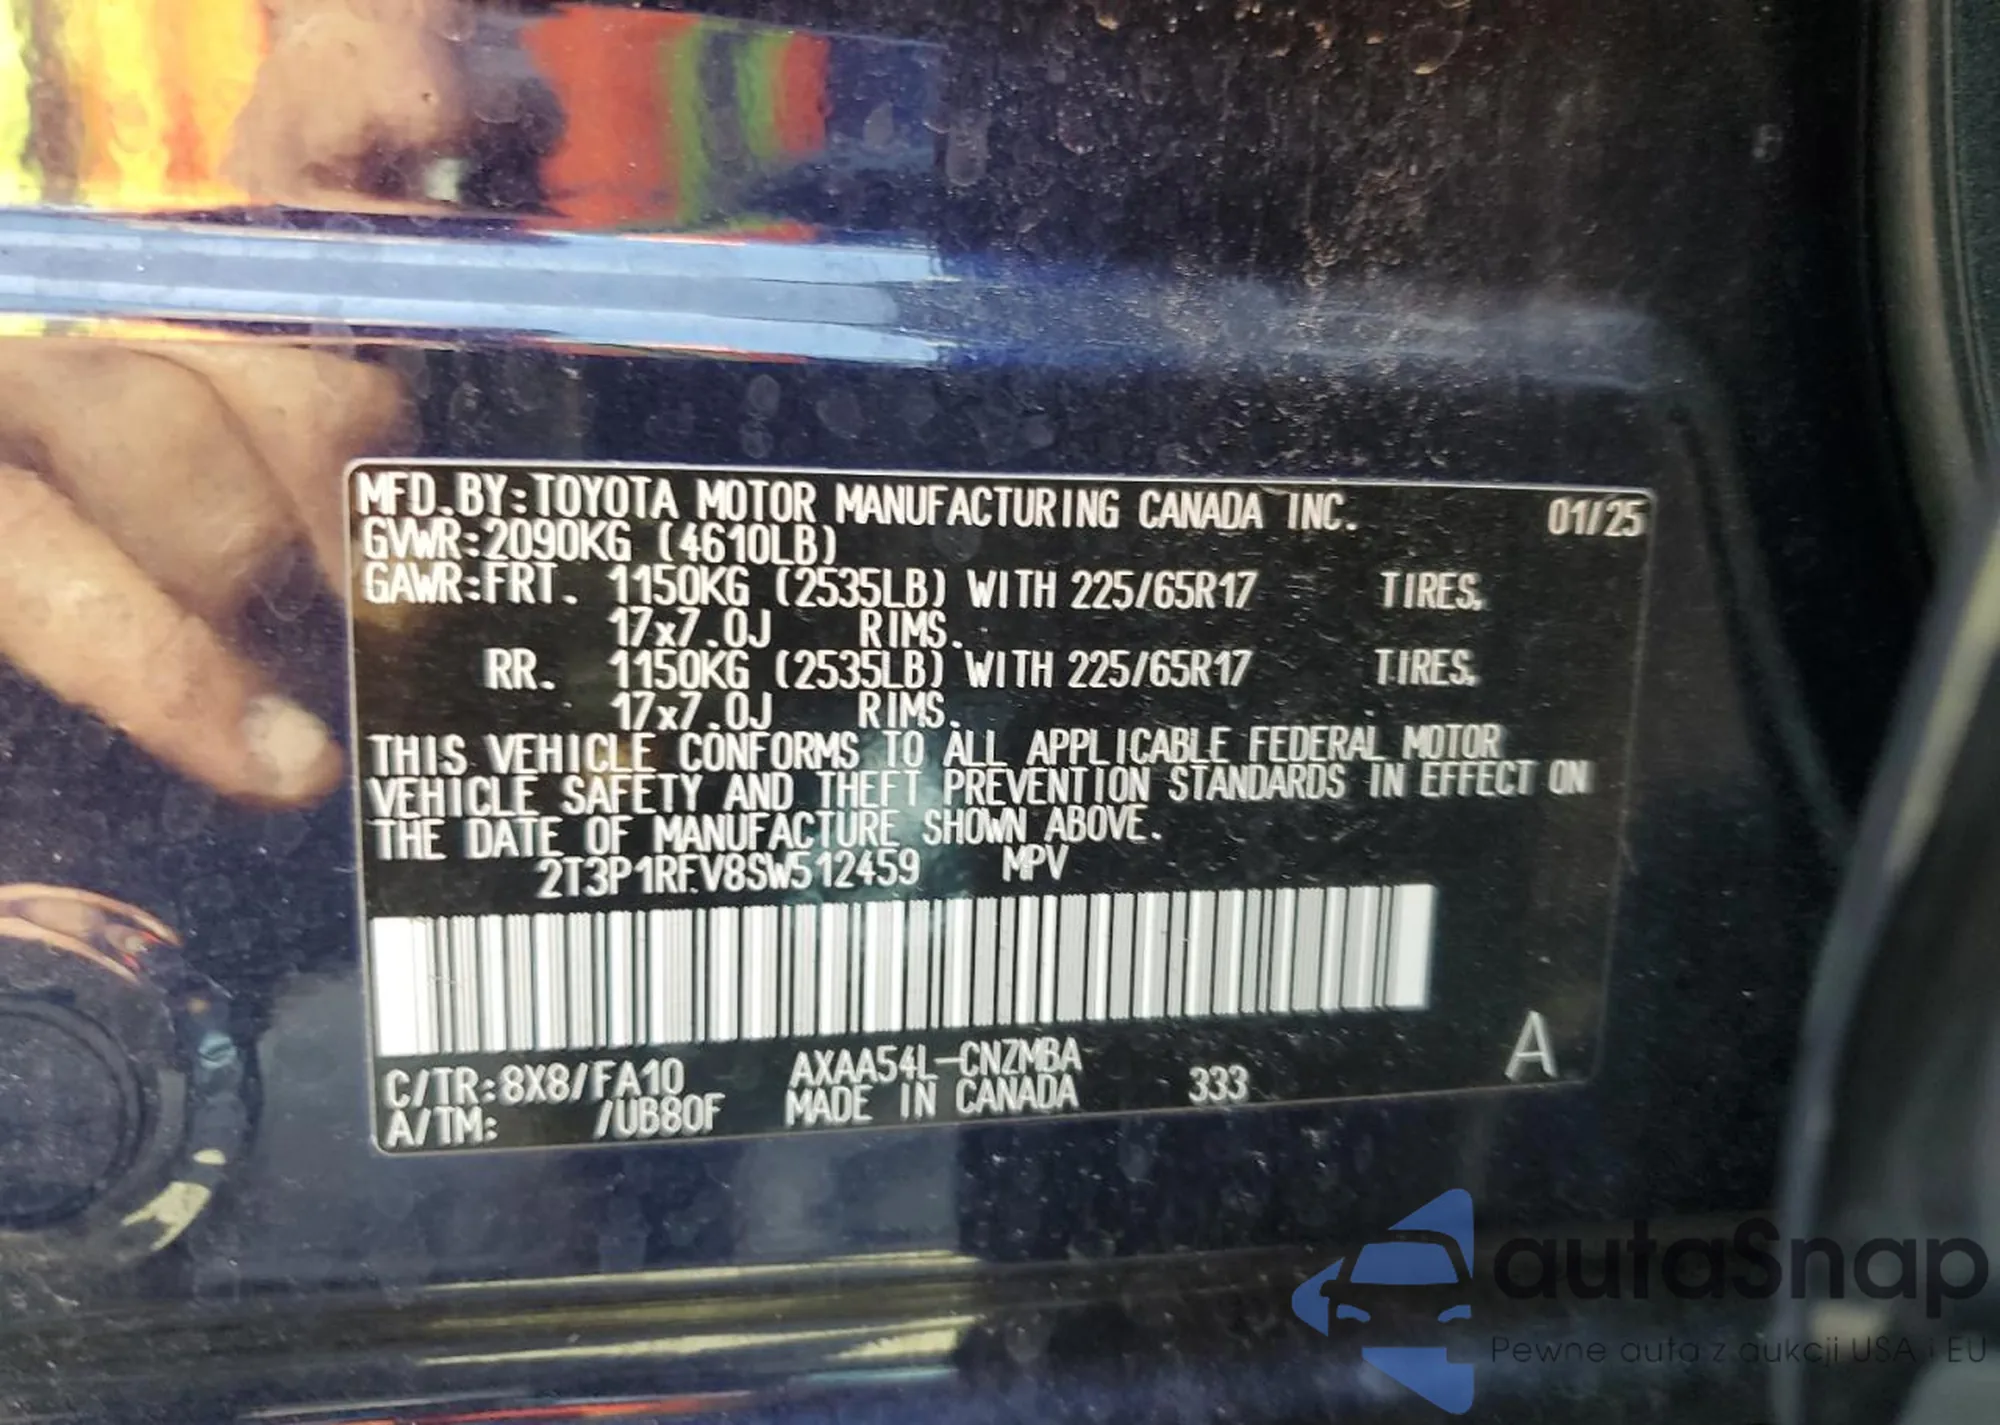 MFD.BY:TOYOTA MOTOR MANUFACTURING CANADA INC. 01/25
GVWR:2090KG (4610LB)
GAWR:FRT. 1150KG (2535LB) WITH 225/65R17 TIRES,
17x7.0J RIMS.
RR. 1150KG (2535LB) WITH 225/65R17 TIRES,
17x7.0J RIMS.
THIS VEHICLE CONFORMS TO ALL APPLICABLE FEDERAL MOTOR
VEHICLE SAFETY AND THEFT PREVENTION STANDARDS IN EFFECT ON
THE DATE OF MANUFACTURE SHOWN ABOVE.
2T3P1RFV8SW512459 MPV
C/TR:8X8/FA10 AXAA54L-CNZMBA 333 A
A/TM: /UB80F MADE IN CANADA
autaSnap
Pewne auta z aukcji USA i EU